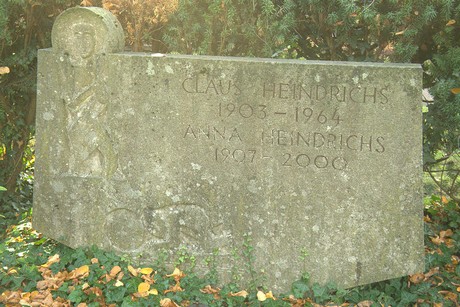 CLAUS HEINDRICHS
1903 - 1964
ANNA HEINDRICHS
1907 - 2000